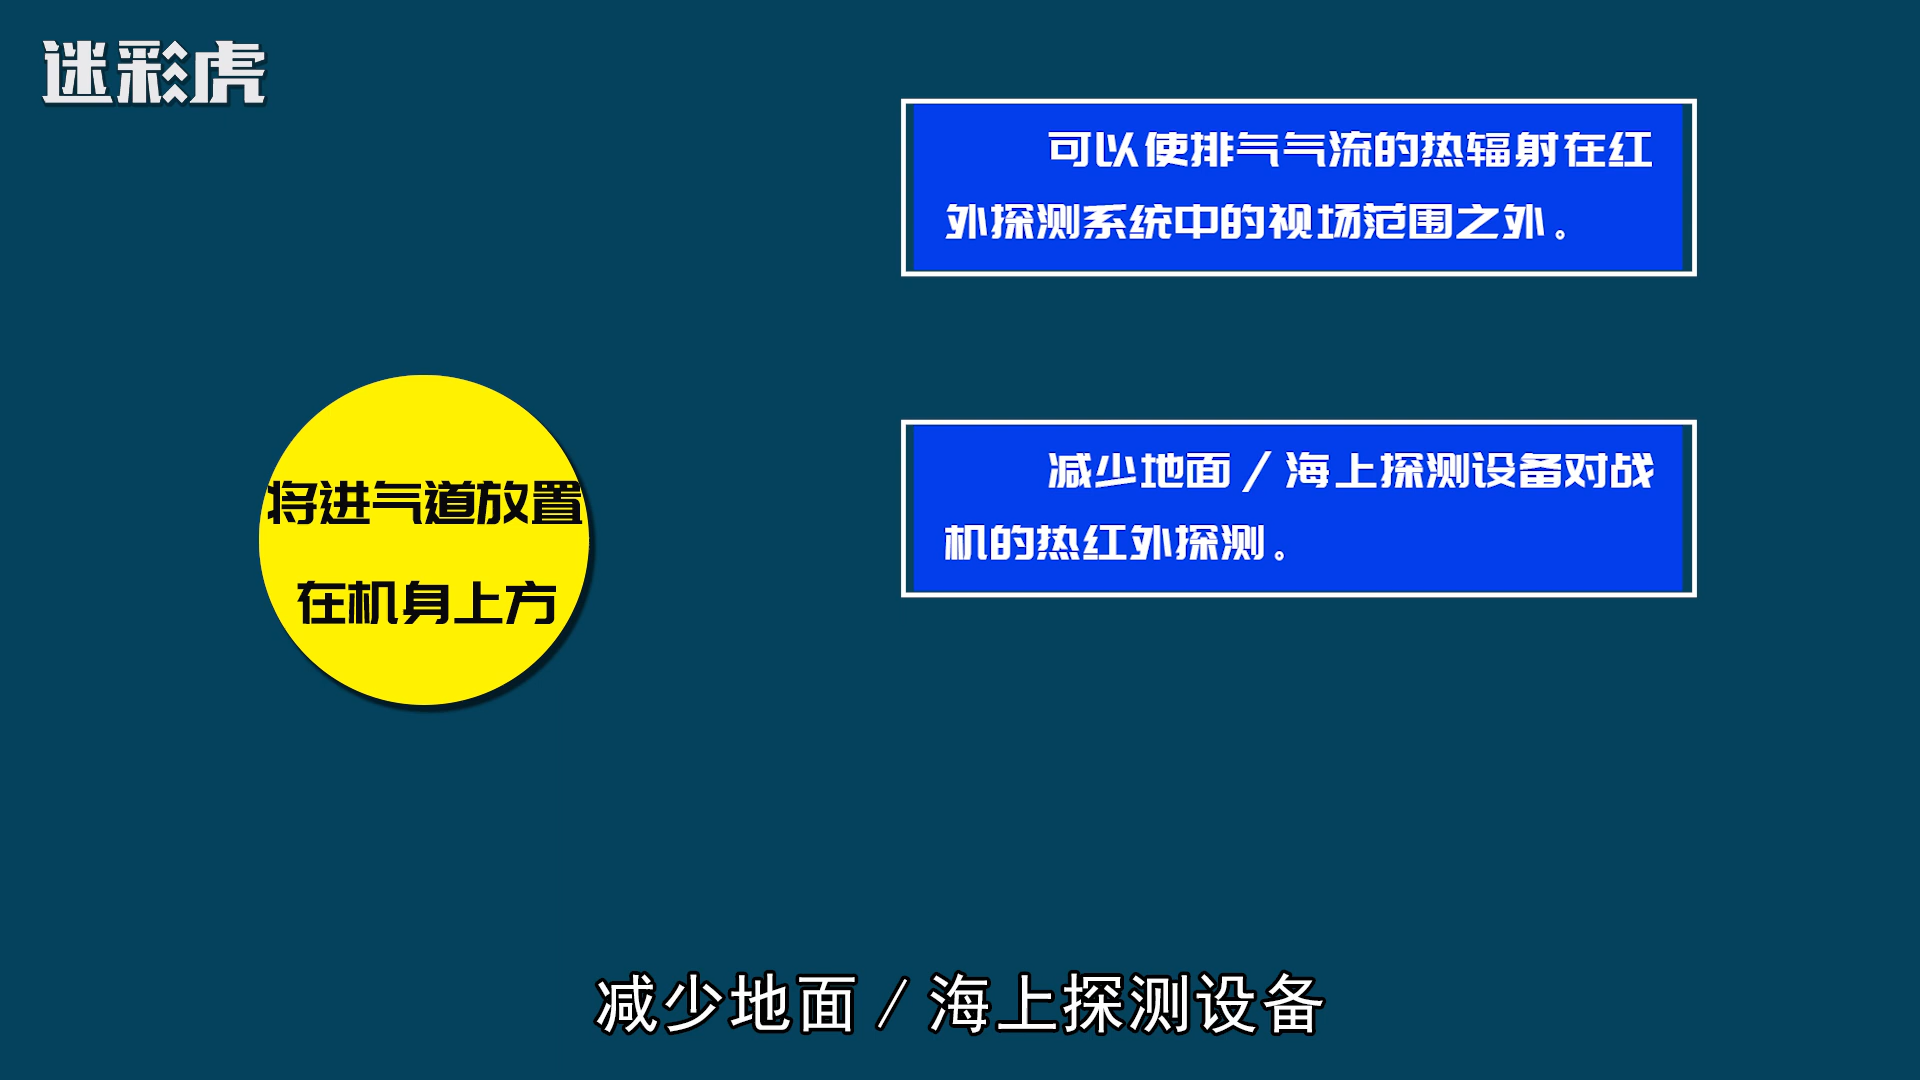 迷彩虎
可以使排气气流的热辐射在红
外探测系统中的视场范围之外。
将进气道放置
在机身上方
减少地面/海上探测设备对战
机的热红外探测。
减少地面/海上探测设备